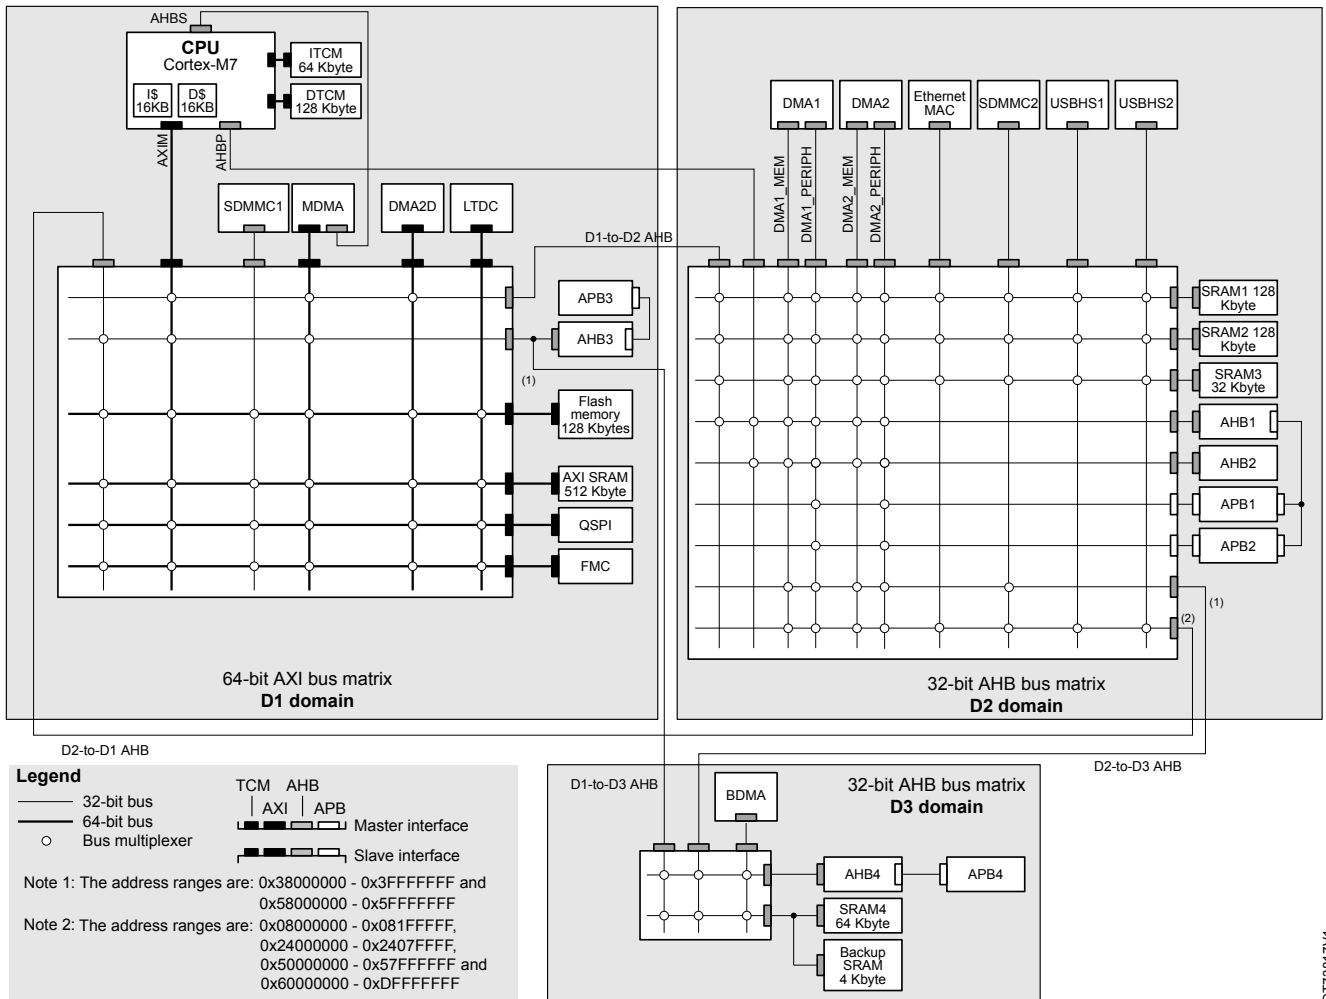 AHBS
CPU
Cortex-M7
I$
16KB
D$
16KB
ITCM
64 Kbyte
DTCM
128 Kbyte
AXIM
AHBP
SDMMC1
MDMA
DMA2D
LTDC
D1-to-D2 AHB
APB3
AHB3
(1)
Flash
memory
128 Kbytes
AXI SRAM
512 Kbyte
QSPI
FMC
64-bit AXI bus matrix
D1 domain
DMA1
DMA2
Ethernet
MAC
SDMMC2
USBHS1
USBHS2
DMA1_MEM
DMA1_PERIPH
DMA2_MEM
DMA2_PERIPH
SRAM1 128
Kbyte
SRAM2 128
Kbyte
SRAM3
32 Kbyte
AHB1
AHB2
APB1
APB2
(1)
(2)
32-bit AHB bus matrix
D2 domain
D2-to-D1 AHB
D2-to-D3 AHB
D1-to-D3 AHB
BDMA
32-bit AHB bus matrix
D3 domain
AHB4
APB4
SRAM4
64 Kbyte
Backup
SRAM
4 Kbyte
Legend
32-bit bus
64-bit bus
Bus multiplexer
TCM
AHB
AXI
APB
Master interface
Slave interface
Note 1: The address ranges are: 0x38000000 - 0x3FFFFFFF and
0x58000000 - 0x5FFFFFFF
Note 2: The address ranges are: 0x08000000 - 0x081FFFFF,
0x24000000 - 0x2407FFFF,
0x50000000 - 0x57FFFFFF and
0x60000000 - 0xDFFFFFFF